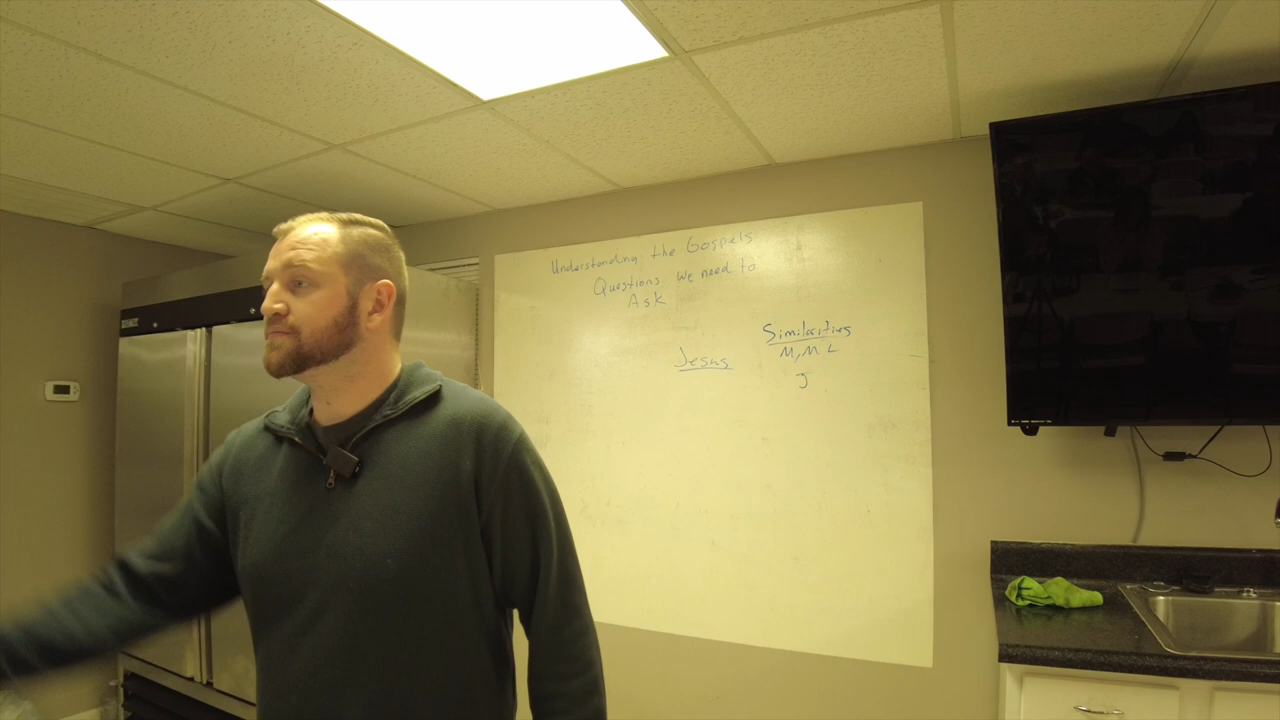 Understanding the Gospels
Questions we need to
Ask
Similarities
Jesus
M, M L
J